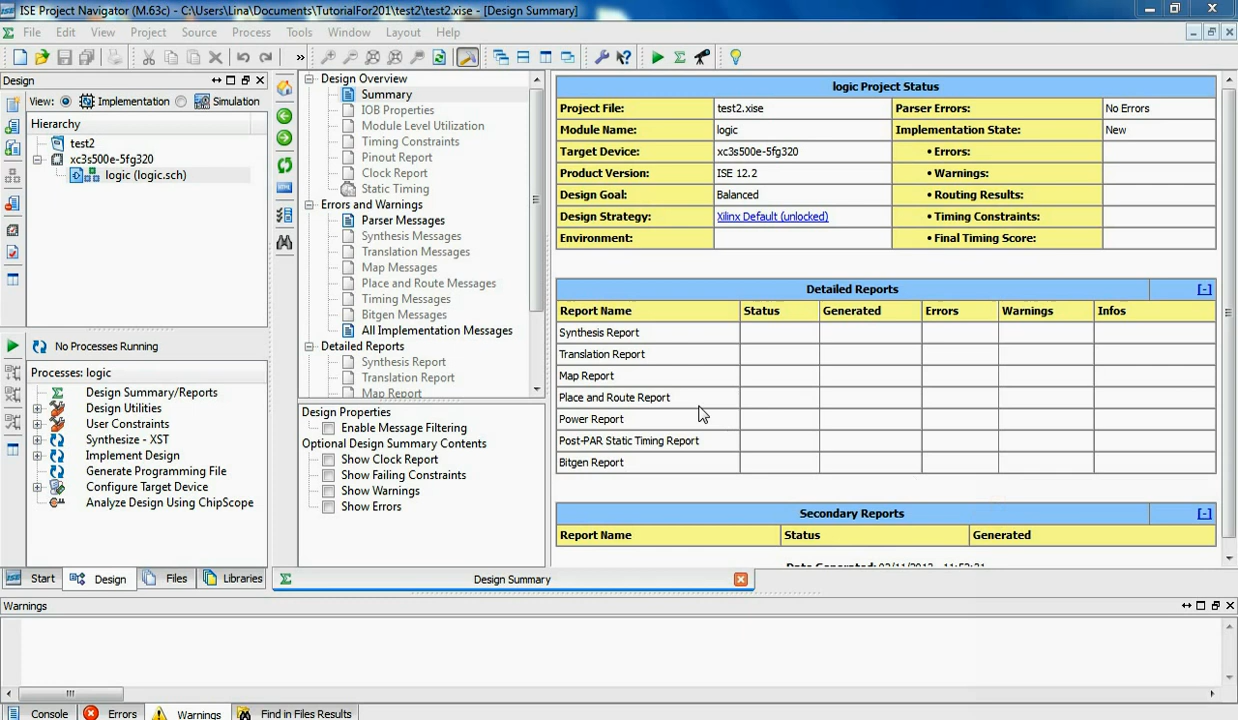 ISE Project Navigator (M.63c) - C:\Users\Lina\Documents\TutorialFor201\test2\test2.xise - [Design Summary]
File Edit View Project Source Process Tools Window Layout Help
Design
View: Implementation Simulation
Hierarchy
test2
xc3s500e-5fg320
logic (logic.sch)
No Processes Running
Processes: logic
Design Summary/Reports
Design Utilities
User Constraints
Synthesize - XST
Implement Design
Generate Programming File
Configure Target Device
Analyze Design Using ChipScope
Start Design Files Libraries
Design Overview
Summary
IOB Properties
Module Level Utilization
Timing Constraints
Pinout Report
Clock Report
Static Timing
Errors and Warnings
Parser Messages
Synthesis Messages
Translation Messages
Map Messages
Place and Route Messages
Timing Messages
Bitgen Messages
All Implementation Messages
Detailed Reports
Synthesis Report
Translation Report
Map Report
Design Properties
Enable Message Filtering
Optional Design Summary Contents
Show Clock Report
Show Failing Constraints
Show Warnings
Show Errors
logic Project Status
Project File: test2.xise Parser Errors: No Errors
Module Name: logic Implementation State: New
Target Device: xc3s500e-5fg320 • Errors:
Product Version: ISE 12.2 • Warnings:
Design Goal: Balanced • Routing Results:
Design Strategy: Xilinx Default (unlocked) • Timing Constraints:
Environment: • Final Timing Score:
Detailed Reports [-]
Report Name Status Generated Errors Warnings Infos
Synthesis Report
Translation Report
Map Report
Place and Route Report
Power Report
Post-PAR Static Timing Report
Bitgen Report
Secondary Reports [-]
Report Name Status Generated
Date Generated:
Design Summary
Warnings
Console Errors Warnings Find in Files Results